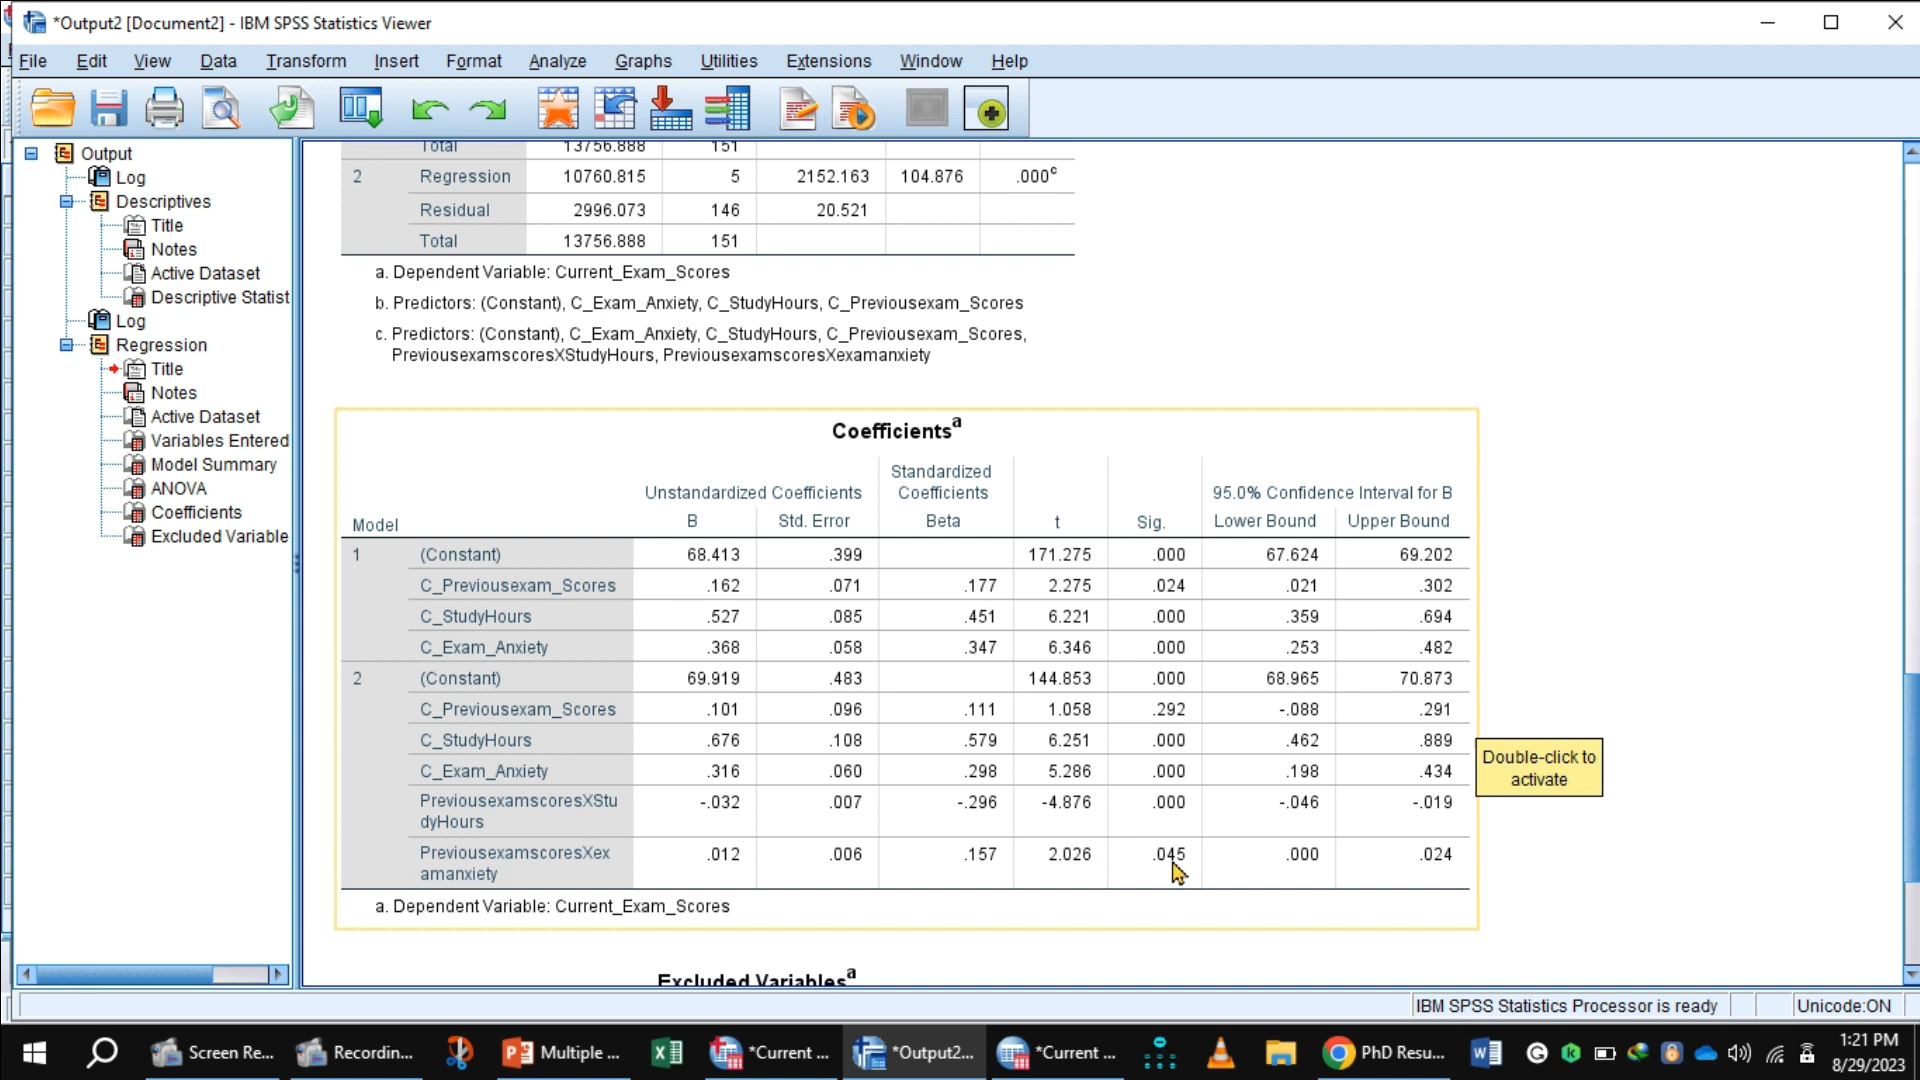 *Output2 [Document2] - IBM SPSS Statistics Viewer
File Edit View Data Transform Insert Format Analyze Graphs Utilities Extensions Window Help
Output
Log
Descriptives
Title
Notes
Active Dataset
Descriptive Statist
Log
Regression
Title
Notes
Active Dataset
Variables Entered
Model Summary
ANOVA
Coefficients
Excluded Variable
Total 13756.888 151
2 Regression 10760.815 5 2152.163 104.876 .000c
Residual 2996.073 146 20.521
Total 13756.888 151
a. Dependent Variable: Current_Exam_Scores
b. Predictors: (Constant), C_Exam_Anxiety, C_StudyHours, C_Previousexam_Scores
c. Predictors: (Constant), C_Exam_Anxiety, C_StudyHours, C_Previousexam_Scores,
PreviousexamscoresXStudyHours, PreviousexamscoresXexamanxiety
Coefficientsa
Standardized
Unstandardized Coefficients Coefficients 95.0% Confidence Interval for B
Model B Std. Error Beta t Sig. Lower Bound Upper Bound
1 (Constant) 68.413 .399 171.275 .000 67.624 69.202
C_Previousexam_Scores .162 .071 .177 2.275 .024 .021 .302
C_StudyHours .527 .085 .451 6.221 .000 .359 .694
C_Exam_Anxiety .368 .058 .347 6.346 .000 .253 .482
2 (Constant) 69.919 .483 144.853 .000 68.965 70.873
C_Previousexam_Scores .101 .096 .111 1.058 .292 -.088 .291
C_StudyHours .676 .108 .579 6.251 .000 .462 .889
C_Exam_Anxiety .316 .060 .298 5.286 .000 .198 .434
PreviousexamscoresXStu -.032 .007 -.296 -4.876 .000 -.046 -.019
dyHours
PreviousexamscoresXex .012 .006 .157 2.026 .045 .000 .024
amanxiety
a. Dependent Variable: Current_Exam_Scores
Double-click to
activate
Excluded Variablesa
IBM SPSS Statistics Processor is ready Unicode:ON
Screen Re... Recordin... Multiple ... *Current ... *Output2... *Current ... PhD Resu... 1:21 PM
8/29/2023